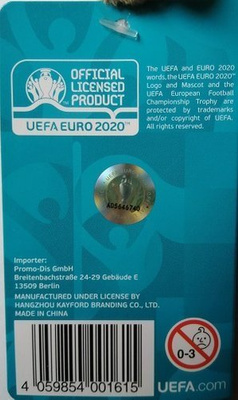 OFFICIAL
LICENSED
PRODUCT
UEFA EURO 2020™
The UEFA and EURO 2020
words, the UEFA EURO 2020™
Logo and Mascot and the
UEFA European Football
Championship Trophy are
protected by trademarks
and/or copyright of UEFA.
All rights reserved.
Importer:
Promo-Dis GmbH
Breitenbachstraße 24-29 Gebäude E
13509 Berlin
MANUFACTURED UNDER LICENSE BY
HANGZHOU KAYFORD BRANDING CO., LTD.
MADE IN CHINA
0-3
4 059854 001615
UEFA.com